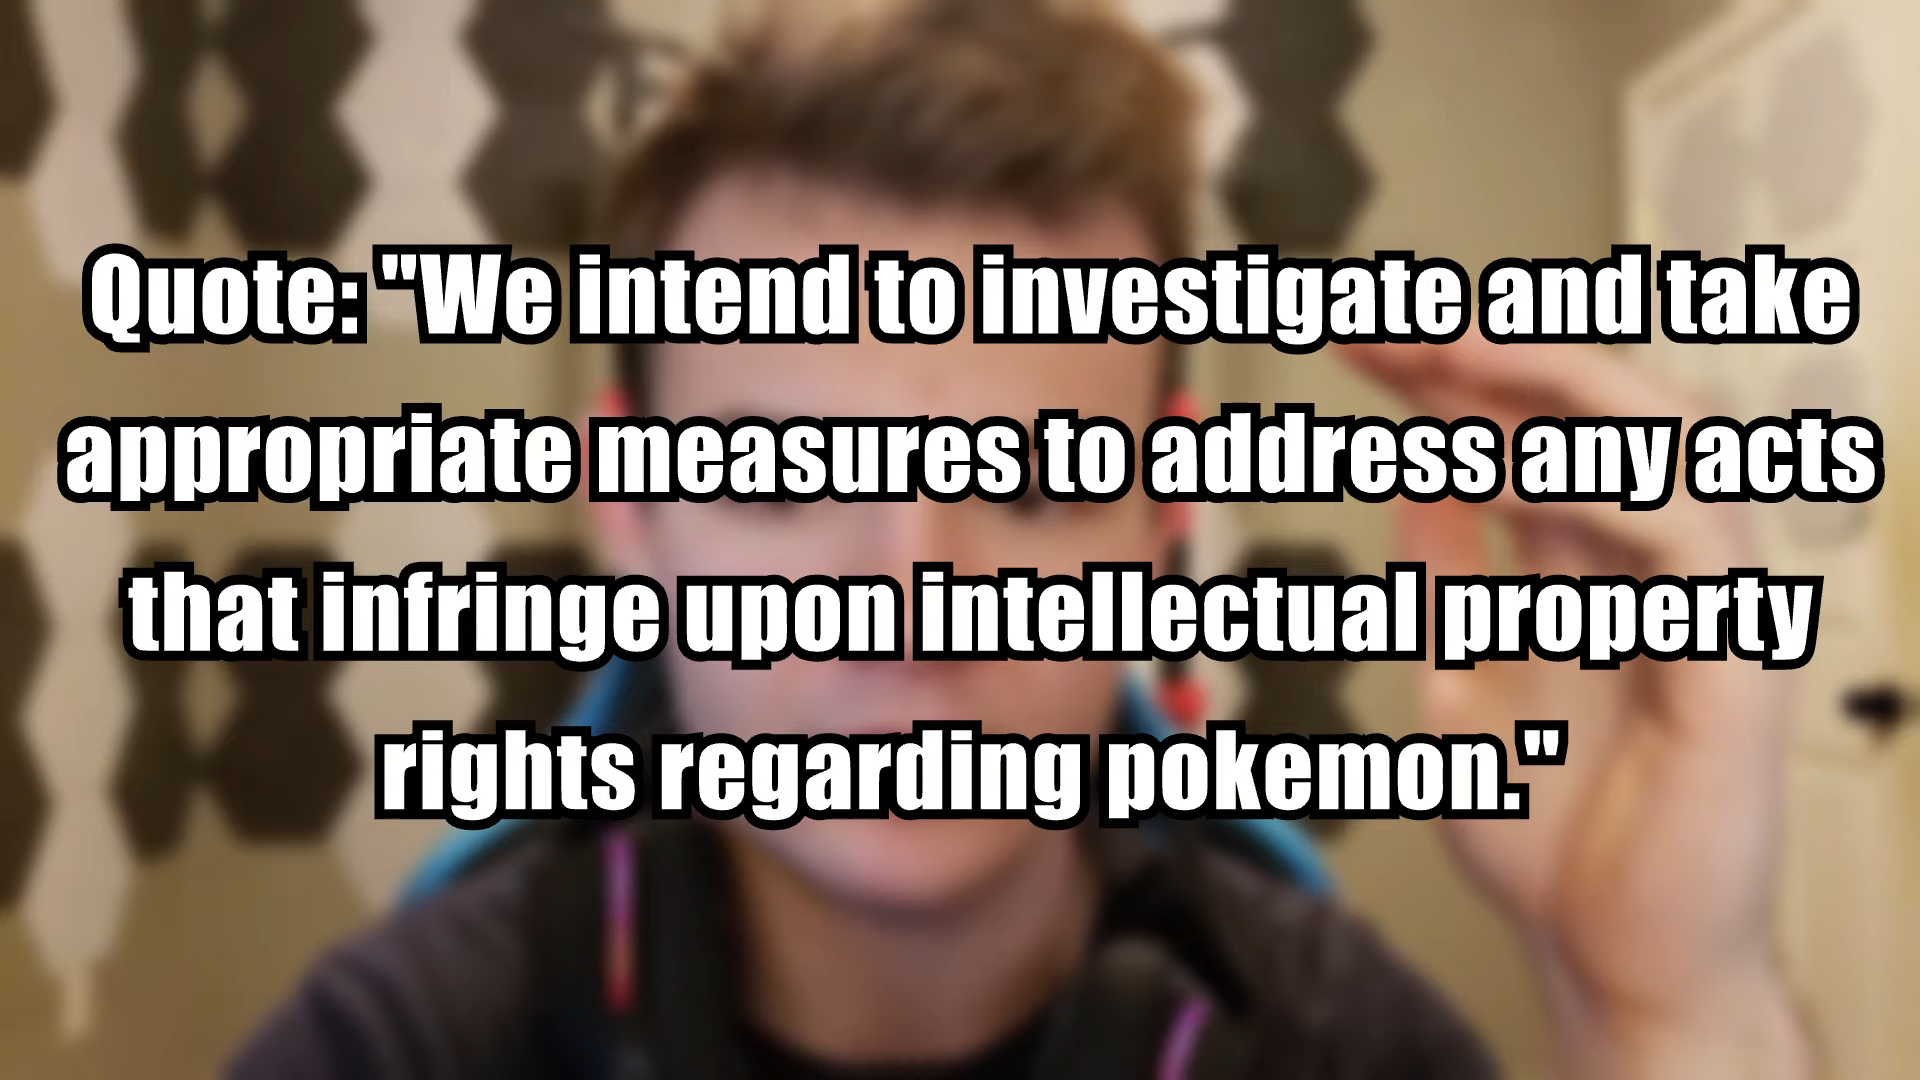 Quote: "We intend to investigate and take
appropriate measures to address any acts
that infringe upon intellectual property
rights regarding pokemon."